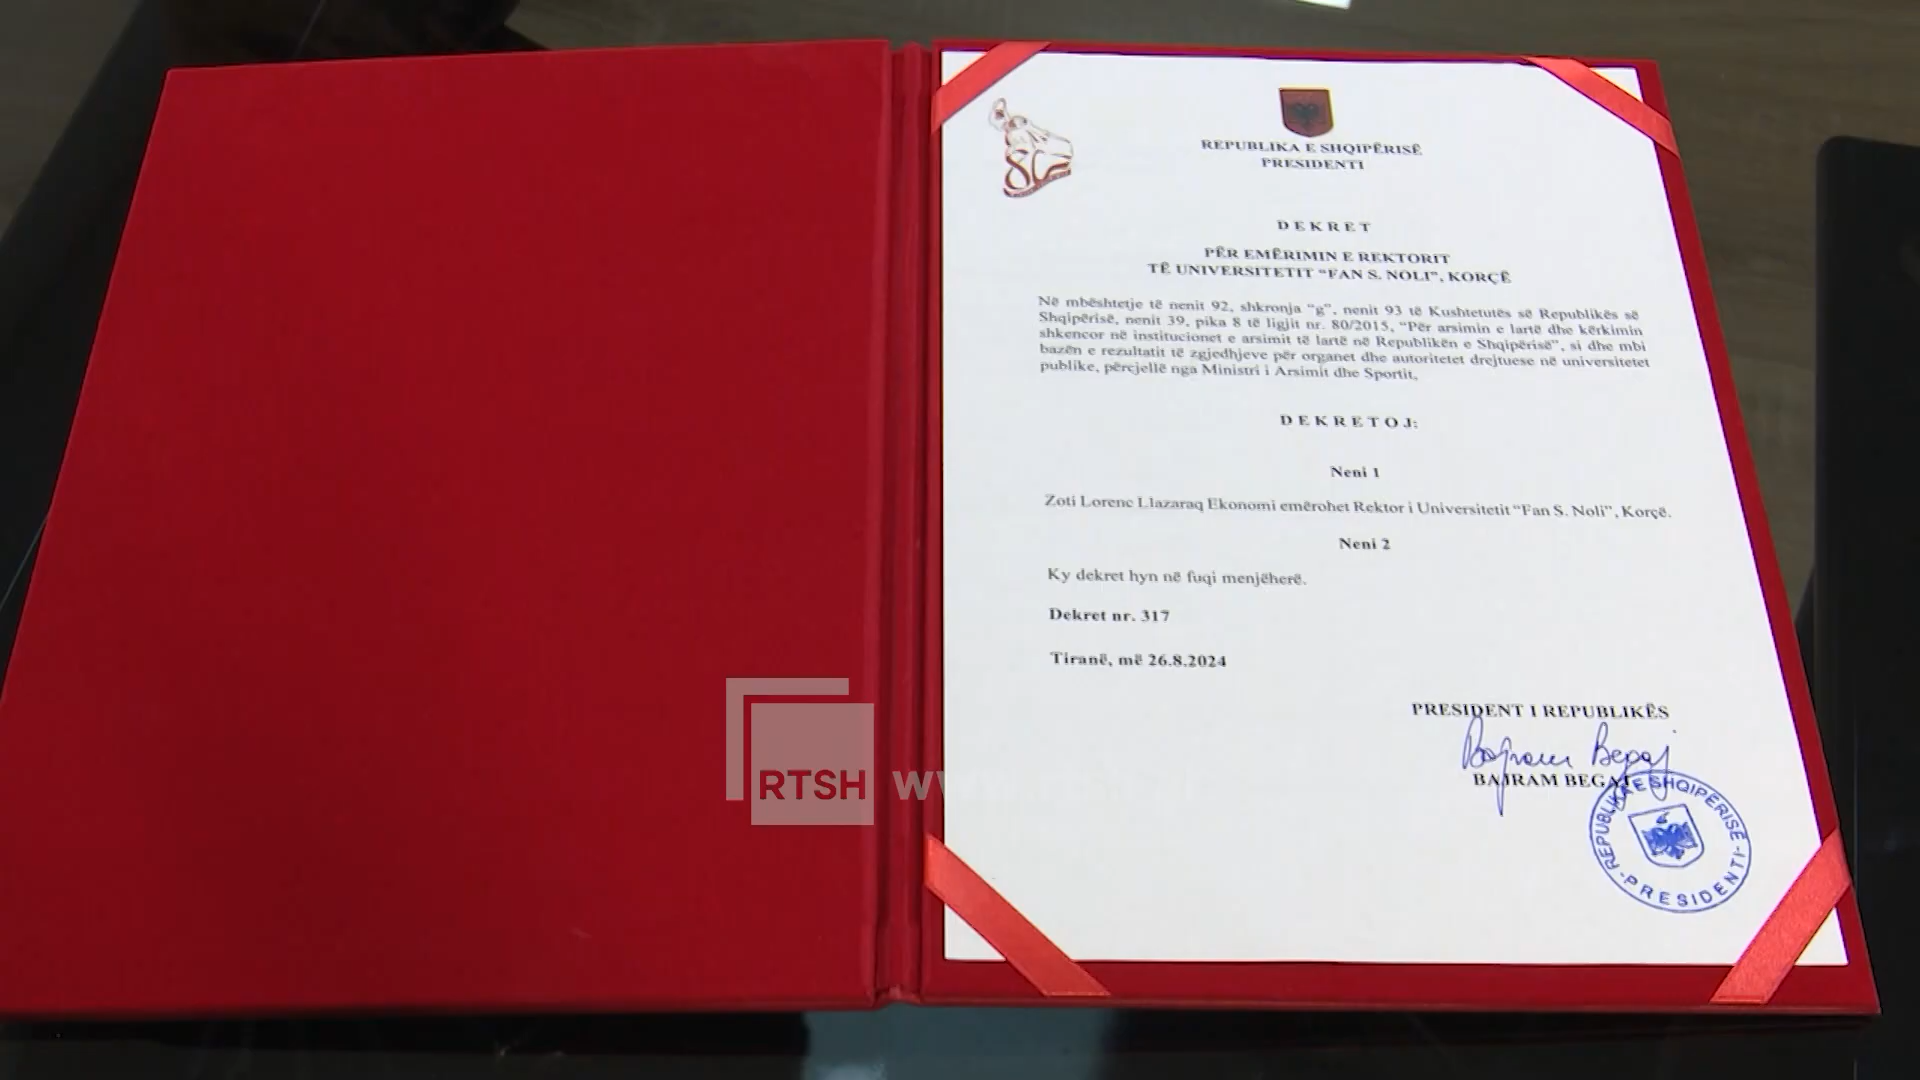 80
REPUBLIKA E SHQIPËRISË
PRESIDENTI
DEKRET
PËR EMËRIMIN E REKTORIT
TË UNIVERSITETIT “FAN S. NOLI”, KORÇË
Në mbështetje të nenit 92, shkronja “g”, nenit 93 të Kushtetutës së Republikës së
Shqipërisë, nenit 39, pika 8 të ligjit nr. 80/2015, “Për arsimin e lartë dhe kërkimin
shkencor në institucionet e arsimit të lartë në Republikën e Shqipërisë”, si dhe mbi
bazën e rezultatit të zgjedhjeve për organet dhe autoritetet drejtuese në universitetet
publike, përcjellë nga Ministri i Arsimit dhe Sportit,
DEKRETOJ:
Neni 1
Zoti Lorenc Llazaraq Ekonomi emërohet Rektor i Universitetit “Fan S. Noli”, Korçë.
Neni 2
Ky dekret hyn në fuqi menjëherë.
Dekret nr. 317
Tiranë, më 26.8.2024
PRESIDENT I REPUBLIKËS
Bajram Begaj
BAJRAM BEGAJ
REPUBLIKA E SHQIPËRISË
-PRESIDENTI-
RTSH